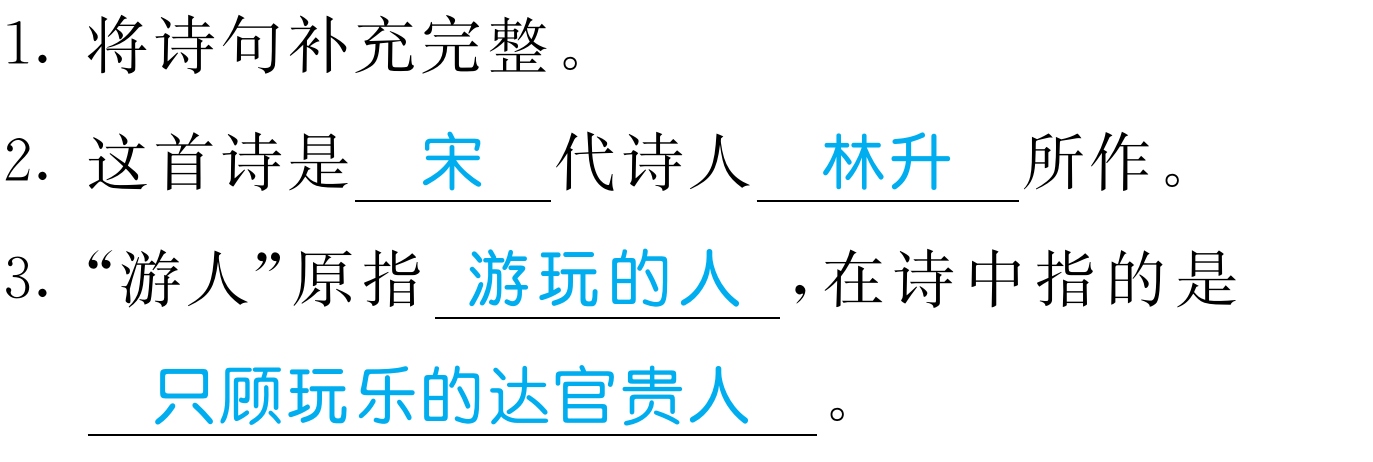 1. 将诗句补充完整。
2. 这首诗是 宋 代诗人 林升 所作。
3. “游人”原指 游玩的人 ,在诗中指的是
只顾玩乐的达官贵人 。